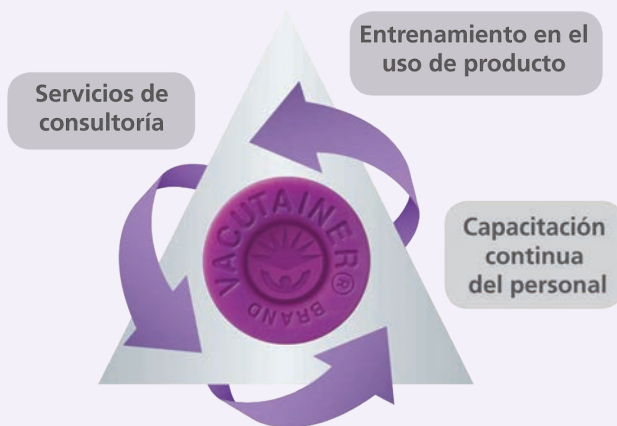 Entrenamiento en el
uso de producto
Servicios de
consultoría
VACUTAINER®
BRAND
Capacitación
continua
del personal